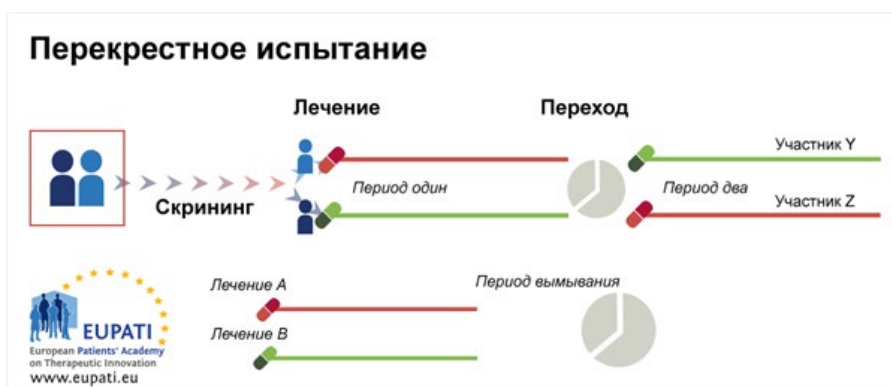 Перекрестное испытание
Лечение
Переход
Скрининг
Период один
Период два
Участник Y
Участник Z
Лечение A
Лечение B
Период вымывания
EUPATI
European Patients' Academy
on Therapeutic Innovation
www.eupati.eu